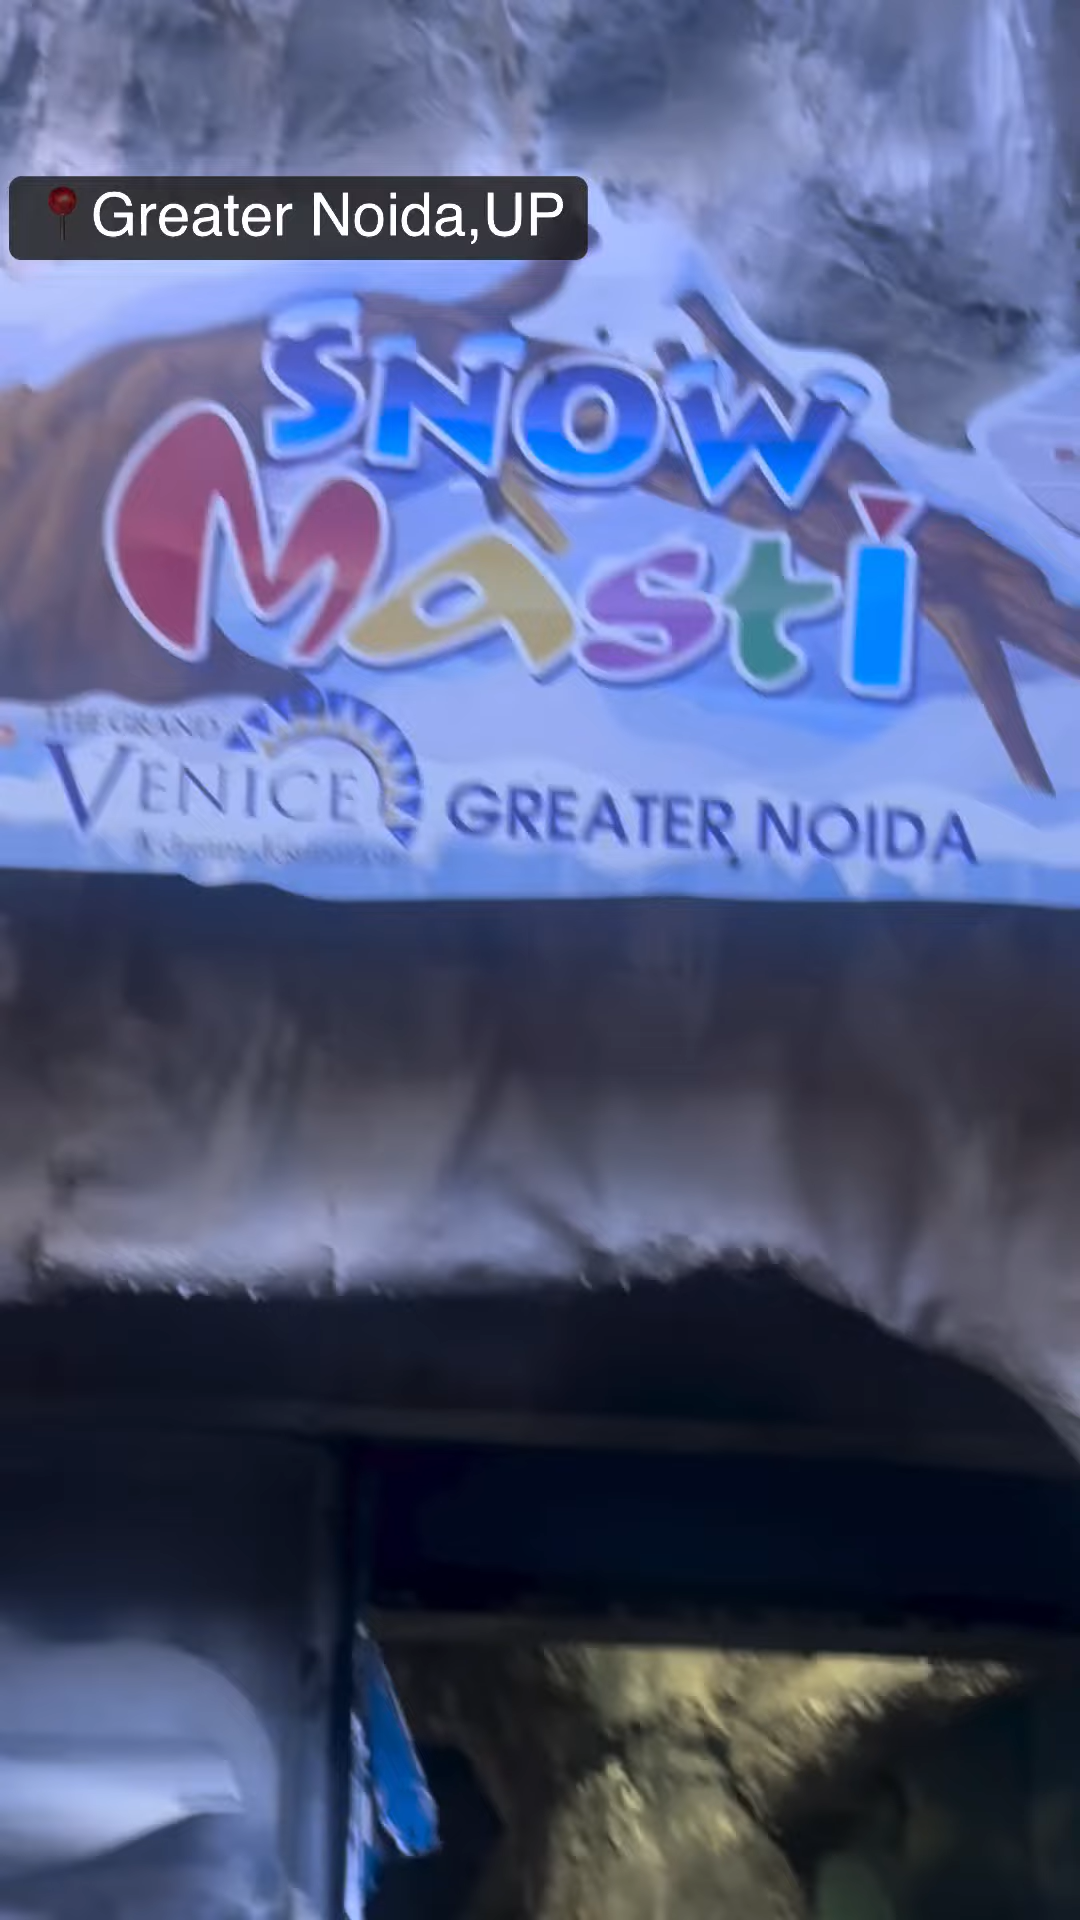 📍Greater Noida,UP
SNOW
Masti
THE GRAND
VENICE
GREATER NOIDA